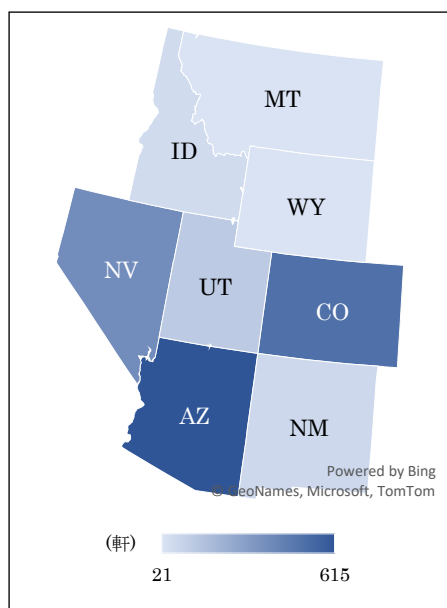 MT
ID
WY
NV
UT
CO
AZ
NM
Powered by Bing
© GeoNames, Microsoft, TomTom
(軒)
21 615